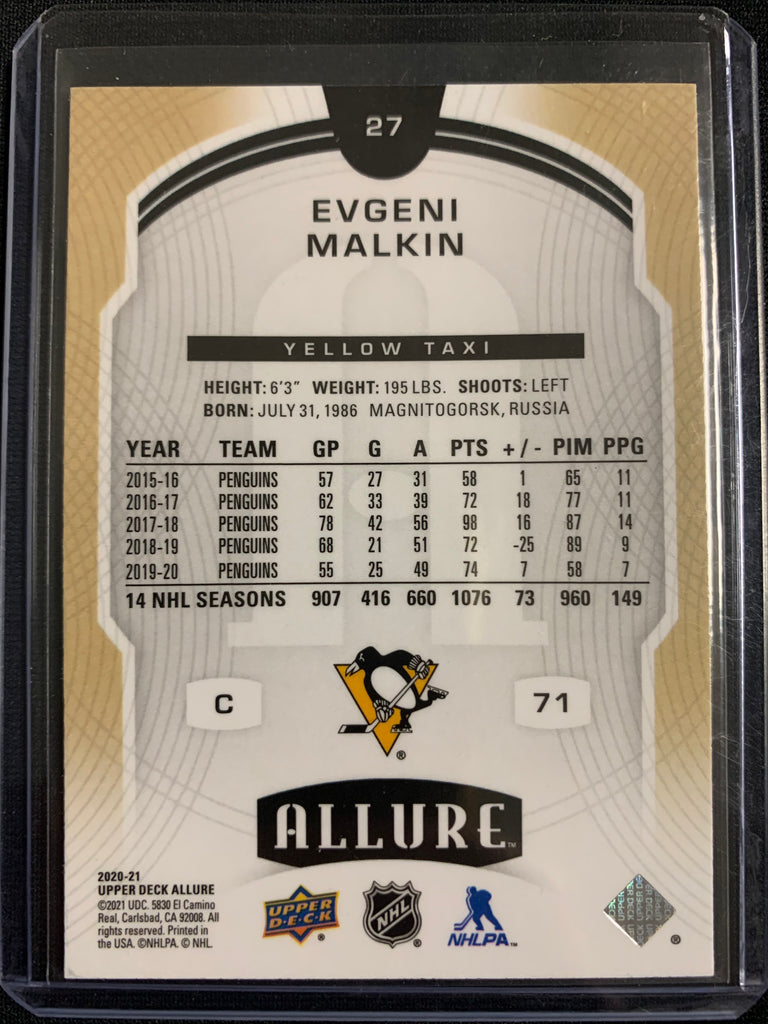 27
EVGENI
MALKIN
YELLOW TAXI
HEIGHT: 6'3" WEIGHT: 195 LBS. SHOOTS: LEFT
BORN: JULY 31, 1986 MAGNITOGORSK, RUSSIA
YEAR TEAM GP G A PTS + / - PIM PPG
2015-16 PENGUINS 57 27 31 58 1 65 11
2016-17 PENGUINS 62 33 39 72 18 77 11
2017-18 PENGUINS 78 42 56 98 16 87 14
2018-19 PENGUINS 68 21 51 72 -25 89 9
2019-20 PENGUINS 55 25 49 74 7 58 7
14 NHL SEASONS 907 416 660 1076 73 960 149
C 71
®
ALLURE™
2020-21
UPPER DECK ALLURE
©2021 UDC. 5830 El Camino
Real, Carlsbad, CA 92008. All
rights reserved. Printed in
the USA. ©NHLPA. © NHL.
UPPER
D·E·C·K ®
NHL ®
NHLPA™
UPPER DECK
®